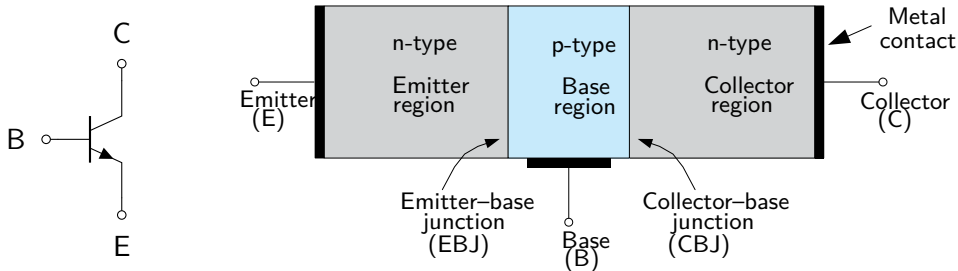 C
B
E
n-type
Emitter
region
p-type
Base
region
n-type
Collector
region
Metal
contact
Emitter
(E)
Collector
(C)
Emitter–base
junction
(EBJ)
Base
(B)
Collector–base
junction
(CBJ)